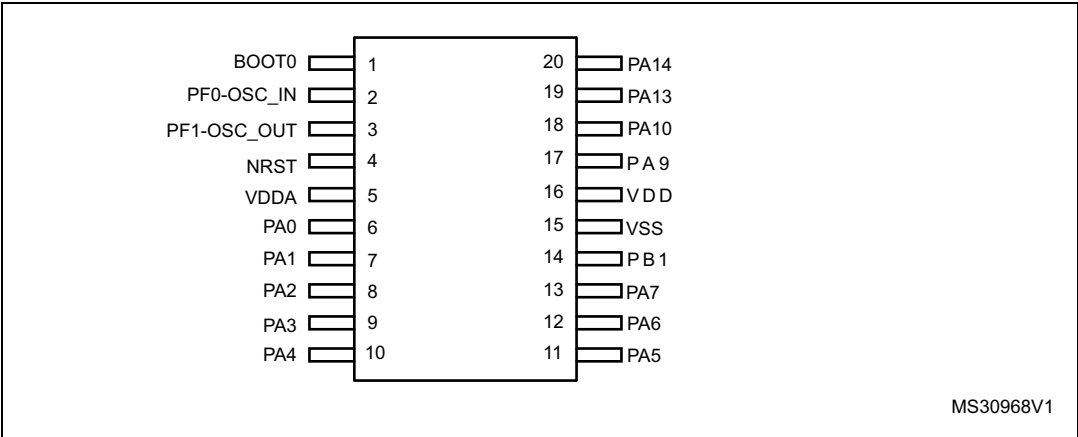 BOOT0 1 20 PA14
PF0-OSC_IN 2 19 PA13
PF1-OSC_OUT 3 18 PA10
NRST 4 17 PA9
VDDA 5 16 VDD
PA0 6 15 VSS
PA1 7 14 PB1
PA2 8 13 PA7
PA3 9 12 PA6
PA4 10 11 PA5
MS30968V1